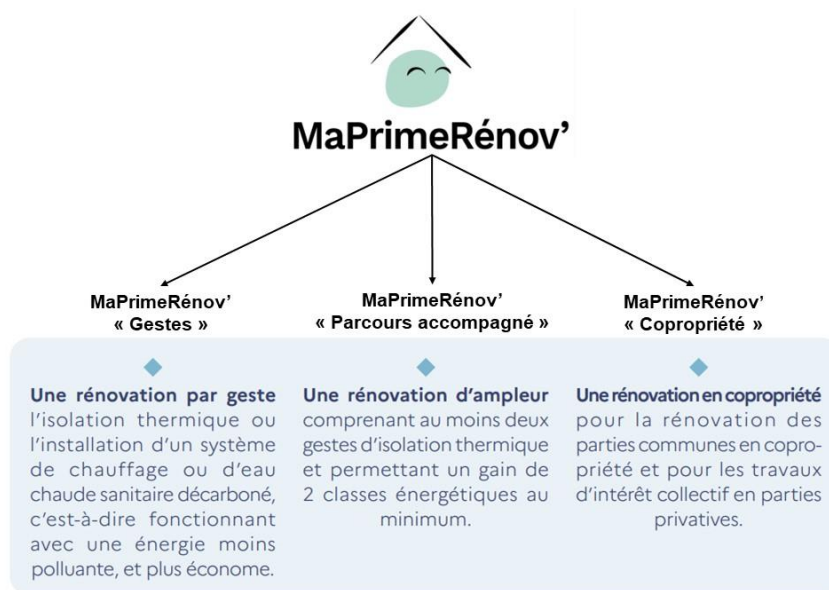 MaPrimeRénov’
MaPrimeRénov’
« Gestes »
Une rénovation par geste
l’isolation thermique ou
l’installation d’un système
de chauffage ou d’eau
chaude sanitaire décarboné,
c’est-à-dire fonctionnant
avec une énergie moins
polluante, et plus économe.
MaPrimeRénov’
« Parcours accompagné »
Une rénovation d’ampleur
comprenant au moins deux
gestes d’isolation thermique
et permettant un gain de
2 classes énergétiques au
minimum.
MaPrimeRénov’
« Copropriété »
Une rénovation en copropriété
pour la rénovation des
parties communes en copro-
priété et pour les travaux
d’intérêt collectif en parties
privatives.